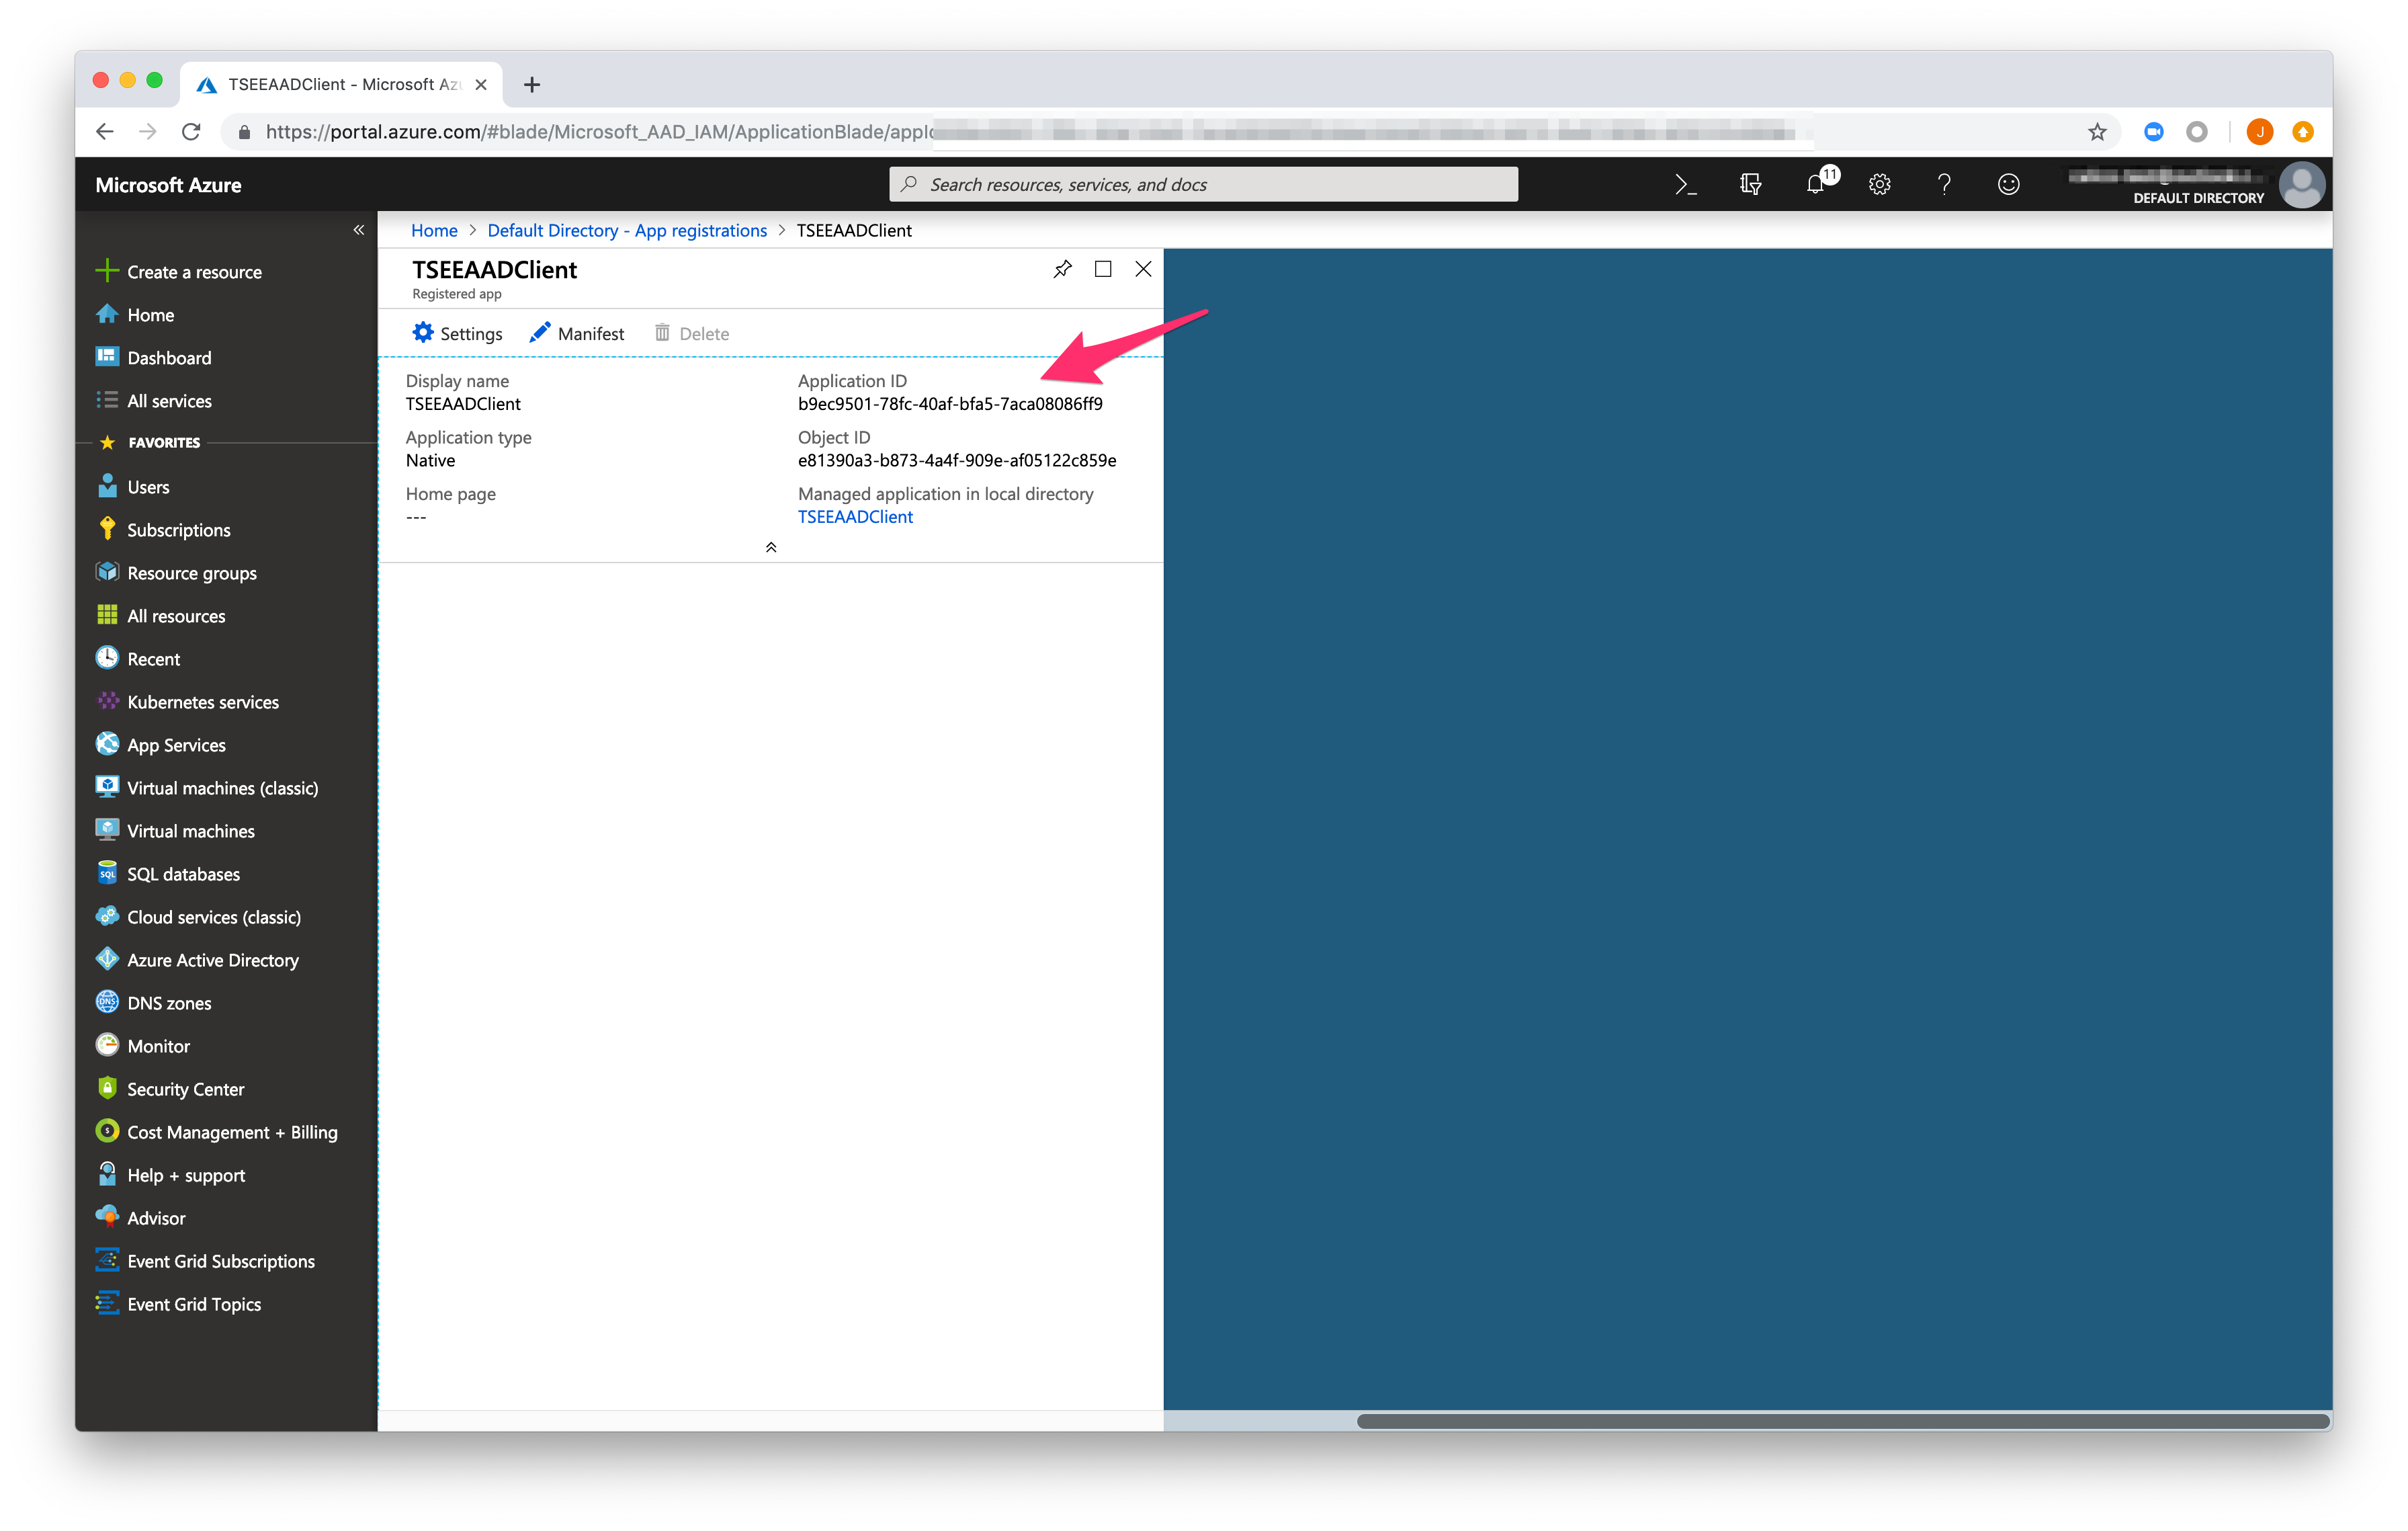 TSEEAADClient - Microsoft Az
https://portal.azure.com/#blade/Microsoft_AAD_IAM/ApplicationBlade/appId
J
Microsoft Azure
Search resources, services, and docs
11
DEFAULT DIRECTORY
Home > Default Directory - App registrations > TSEEAADClient
TSEEAADClient
Registered app
Settings
Manifest
Delete
Display name
TSEEAADClient
Application type
Native
Home page
---
Application ID
b9ec9501-78fc-40af-bfa5-7aca08086ff9
Object ID
e81390a3-b873-4a4f-909e-af05122c859e
Managed application in local directory
TSEEAADClient
Create a resource
Home
Dashboard
All services
FAVORITES
Users
Subscriptions
Resource groups
All resources
Recent
Kubernetes services
App Services
Virtual machines (classic)
Virtual machines
SQL databases
Cloud services (classic)
Azure Active Directory
DNS zones
Monitor
Security Center
Cost Management + Billing
Help + support
Advisor
Event Grid Subscriptions
Event Grid Topics